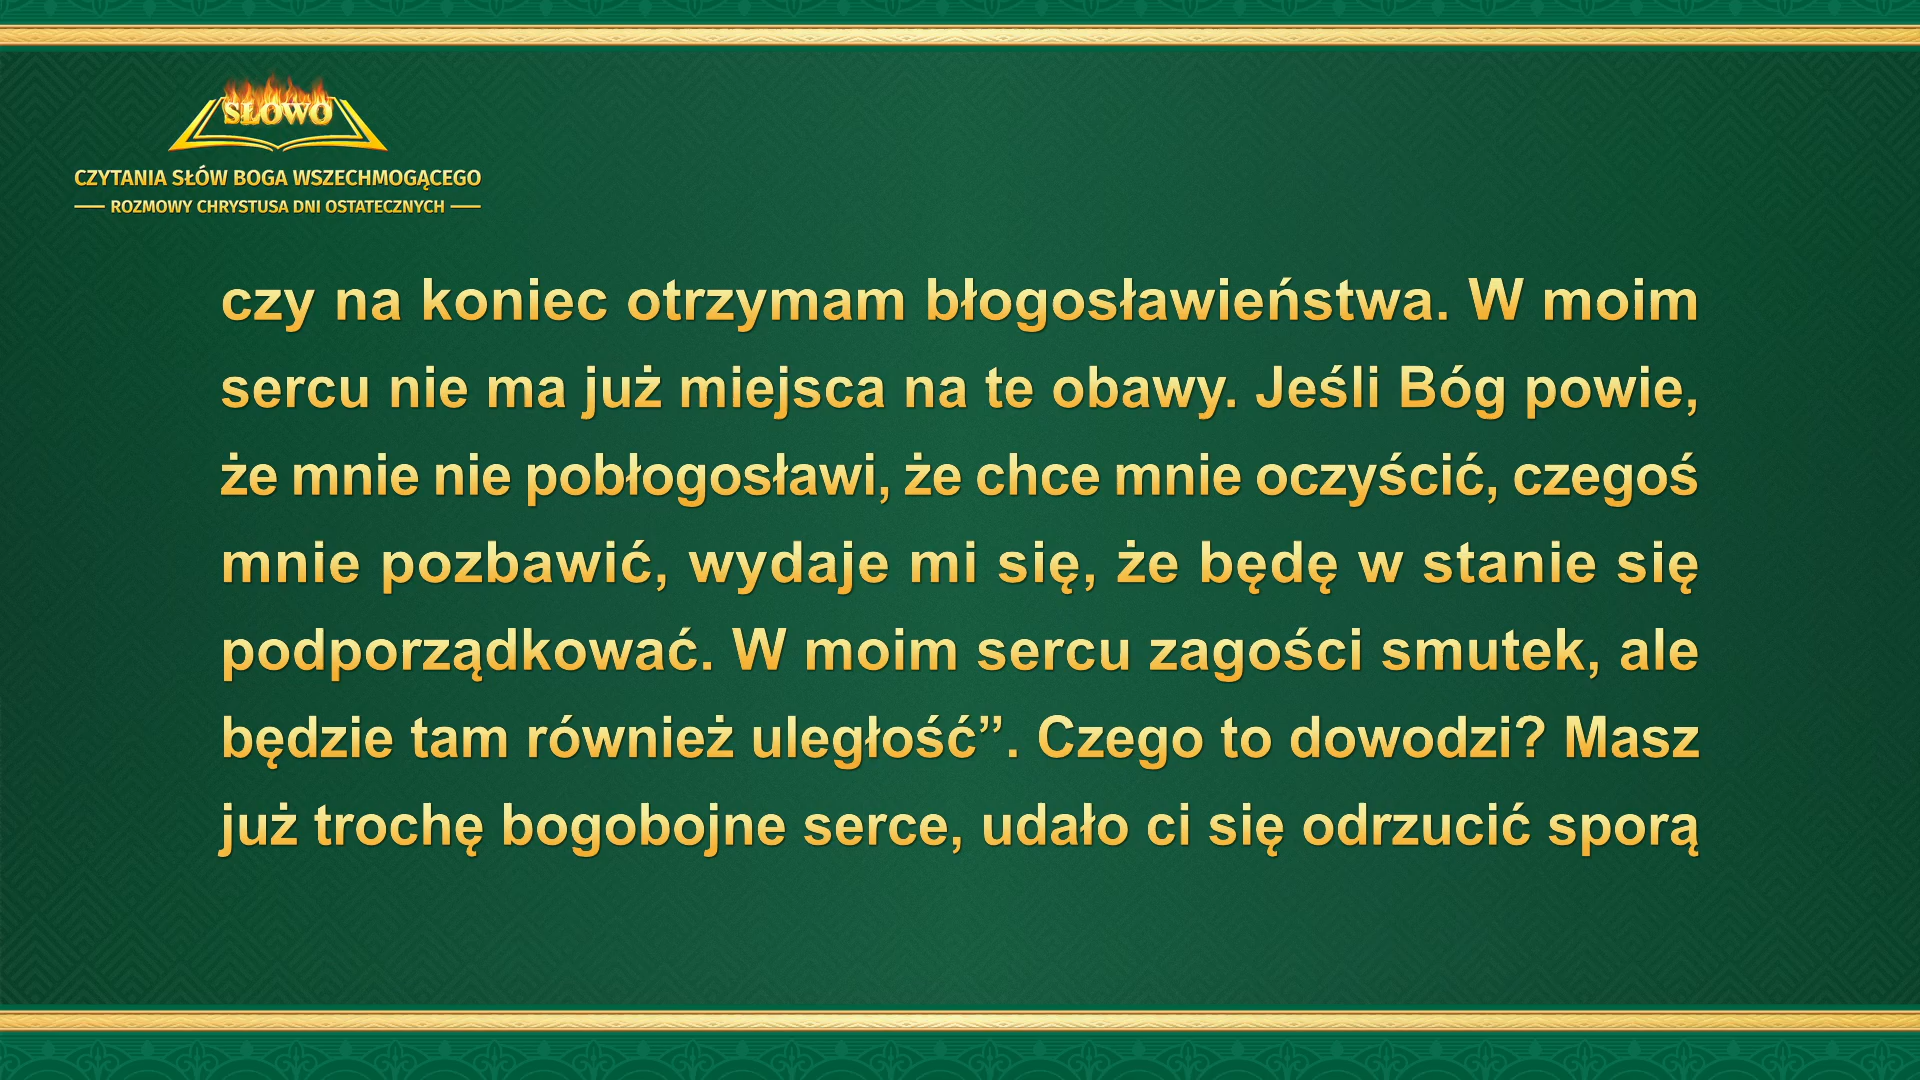 SŁOWO
CZYTANIA SŁÓW BOGA WSZECHMOGĄCEGO
ROZMOWY CHRYSTUSA DNI OSTATECZNYCH
czy na koniec otrzymam błogosławieństwa. W moim
sercu nie ma już miejsca na te obawy. Jeśli Bóg powie,
że mnie nie pobłogosławi, że chce mnie oczyścić, czegoś
mnie pozbawić, wydaje mi się, że będę w stanie się
podporządkować. W moim sercu zagości smutek, ale
będzie tam również uległość”. Czego to dowodzi? Masz
już trochę bogobojne serce, udało ci się odrzucić sporą